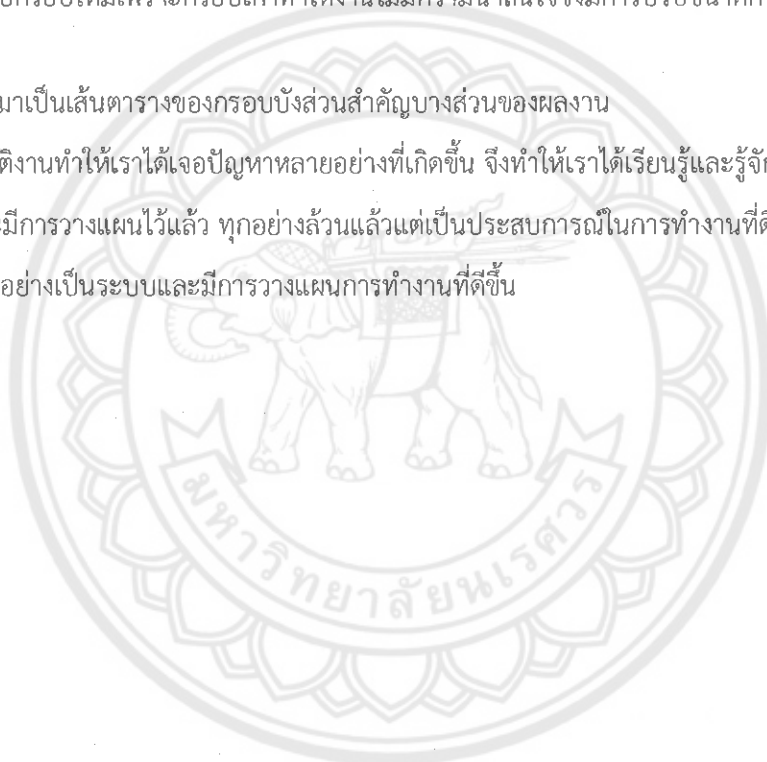 มาเป็นเส้นตารางของกรอบบังส่วนสำคัญบางส่วนของผลงาน
ติงานทำให้เราได้เจอปัญหาหลายอย่างที่เกิดขึ้น จึงทำให้เราได้เรียนรู้และรู้จัก
มีการวางแผนไว้แล้ว ทุกอย่างล้วนแล้วแต่เป็นประสบการณ์ในการทำงานที่ดี
อย่างเป็นระบบและมีการวางแผนการทำงานที่ดีขึ้น
มหาวิทยาลัยนเรศวร